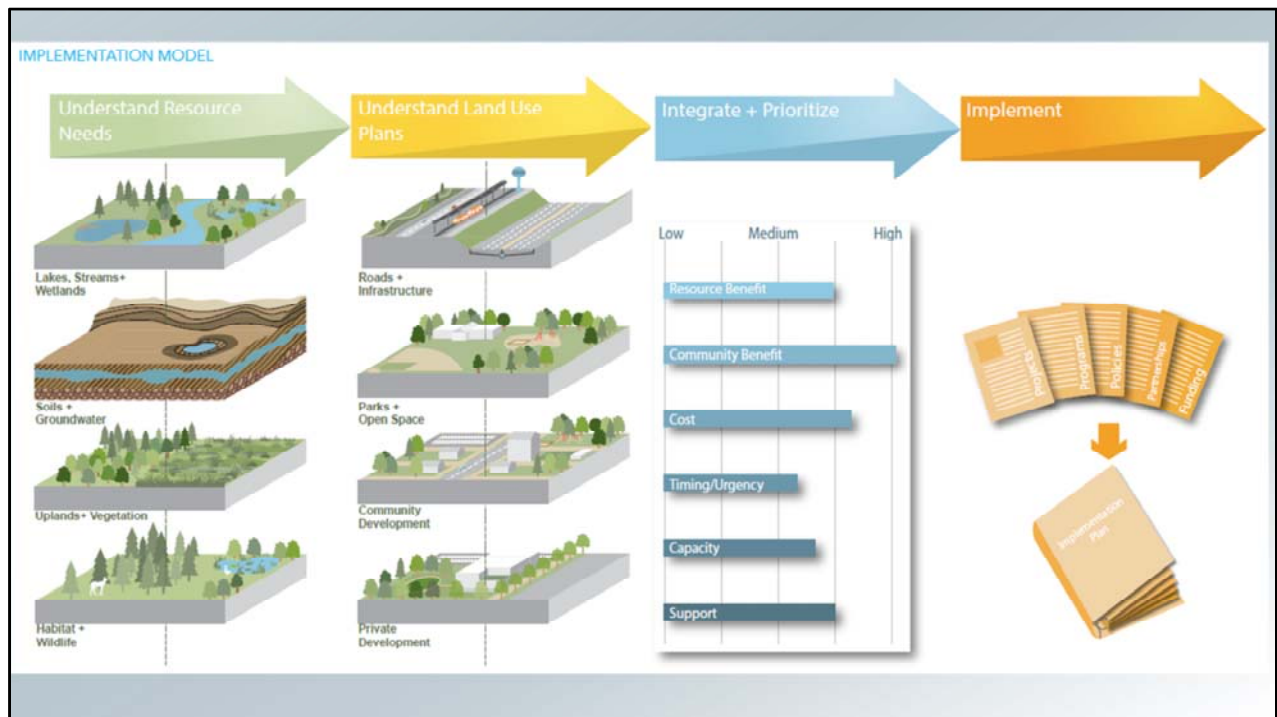 IMPLEMENTATION MODEL
Understand Resource
Needs
Understand Land Use
Plans
Integrate + Prioritize
Implement
Lakes, Streams+
Wetlands
Soils +
Groundwater
Uplands+ Vegetation
Habitat +
Wildlife
Roads +
Infrastructure
Parks +
Open Space
Community
Development
Private
Development
Low Medium High
Resource Benefit
Community Benefit
Cost
Timing/Urgency
Capacity
Support
Projects
Programs
Policies
Partnerships
Funding
Implementation
Plan